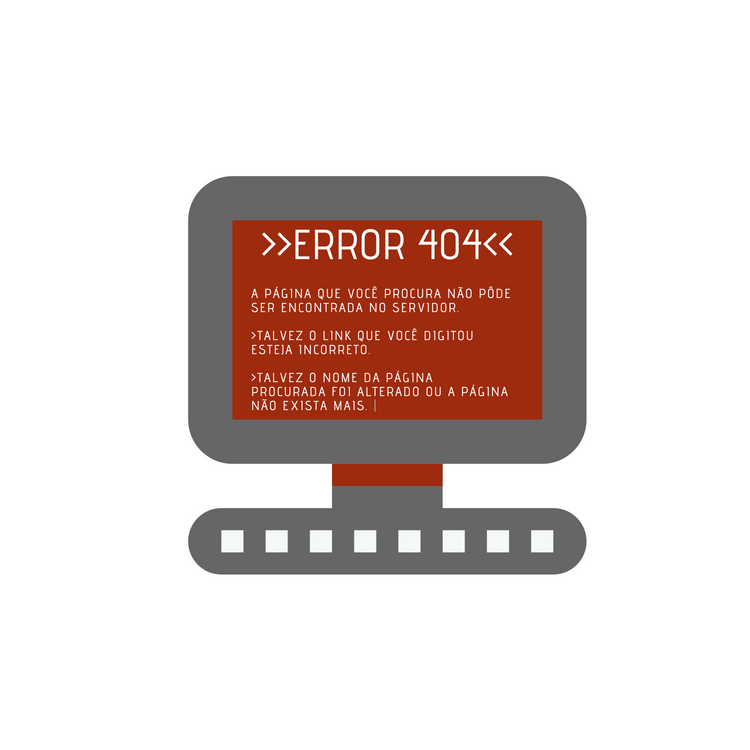 >>ERROR 404<<
A PÁGINA QUE VOCÊ PROCURA NÃO PÔDE
SER ENCONTRADA NO SERVIDOR.
>TALVEZ O LINK QUE VOCÊ DIGITOU
ESTEJA INCORRETO.
>TALVEZ O NOME DA PÁGINA
PROCURADA FOI ALTERADO OU A PÁGINA
NÃO EXISTA MAIS. |